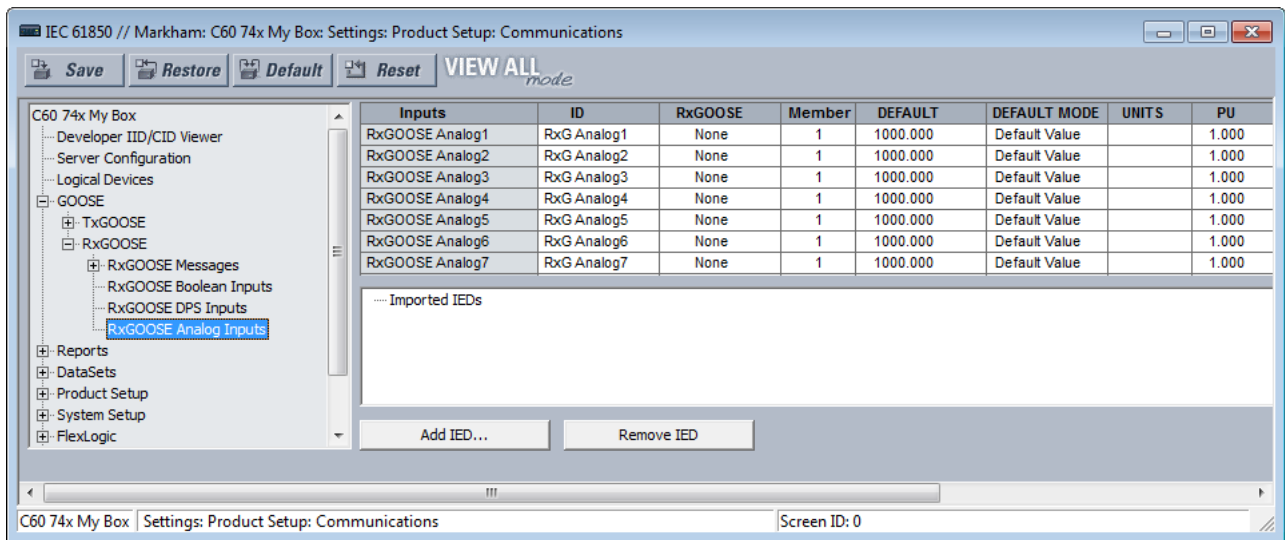 IEC 61850 // Markham: C60 74x My Box: Settings: Product Setup: Communications
Save Restore Default Reset VIEW ALL mode
C60 74x My Box
Developer IID/CID Viewer
Server Configuration
Logical Devices
GOOSE
TxGOOSE
RxGOOSE
RxGOOSE Messages
RxGOOSE Boolean Inputs
RxGOOSE DPS Inputs
RxGOOSE Analog Inputs
Reports
DataSets
Product Setup
System Setup
FlexLogic
Inputs ID RxGOOSE Member DEFAULT DEFAULT MODE UNITS PU
RxGOOSE Analog1 RxG Analog1 None 1 1000.000 Default Value 1.000
RxGOOSE Analog2 RxG Analog2 None 1 1000.000 Default Value 1.000
RxGOOSE Analog3 RxG Analog3 None 1 1000.000 Default Value 1.000
RxGOOSE Analog4 RxG Analog4 None 1 1000.000 Default Value 1.000
RxGOOSE Analog5 RxG Analog5 None 1 1000.000 Default Value 1.000
RxGOOSE Analog6 RxG Analog6 None 1 1000.000 Default Value 1.000
RxGOOSE Analog7 RxG Analog7 None 1 1000.000 Default Value 1.000
Imported IEDs
Add IED... Remove IED
C60 74x My Box Settings: Product Setup: Communications Screen ID: 0